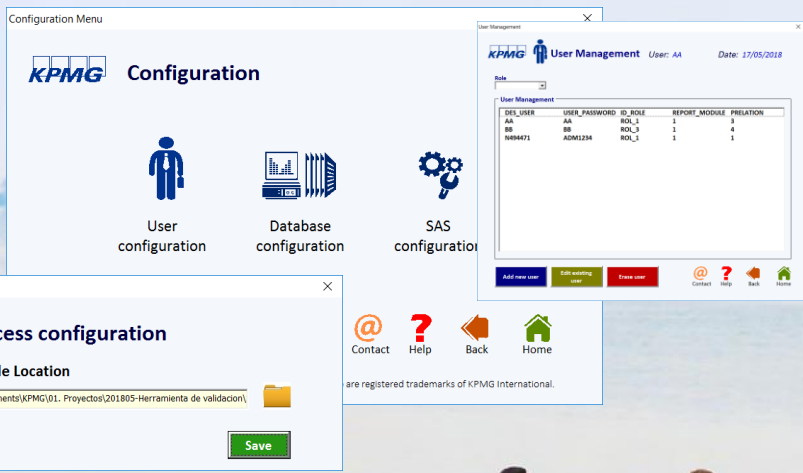 Configuration Menu
KPMG Configuration
User configuration
Database configuration
SAS configuration
Contact Help Back Home
are registered trademarks of KPMG International.
User Management
KPMG User Management User: AA Date: 17/05/2018
Role
User Management
DES_USER USER_PASSWORD ID_ROLE REPORT_MODULE PRELATION
AA AA ROL_1 1 3
BB BB ROL_3 1 4
N494471 ADM1234 ROL_1 1 1
Add new user
Edit existing
user
Erase user
Contact Help Back Home
cess configuration
le Location
ments\KPMG\01. Proyectos\201805-Herramienta de validacion\
Save